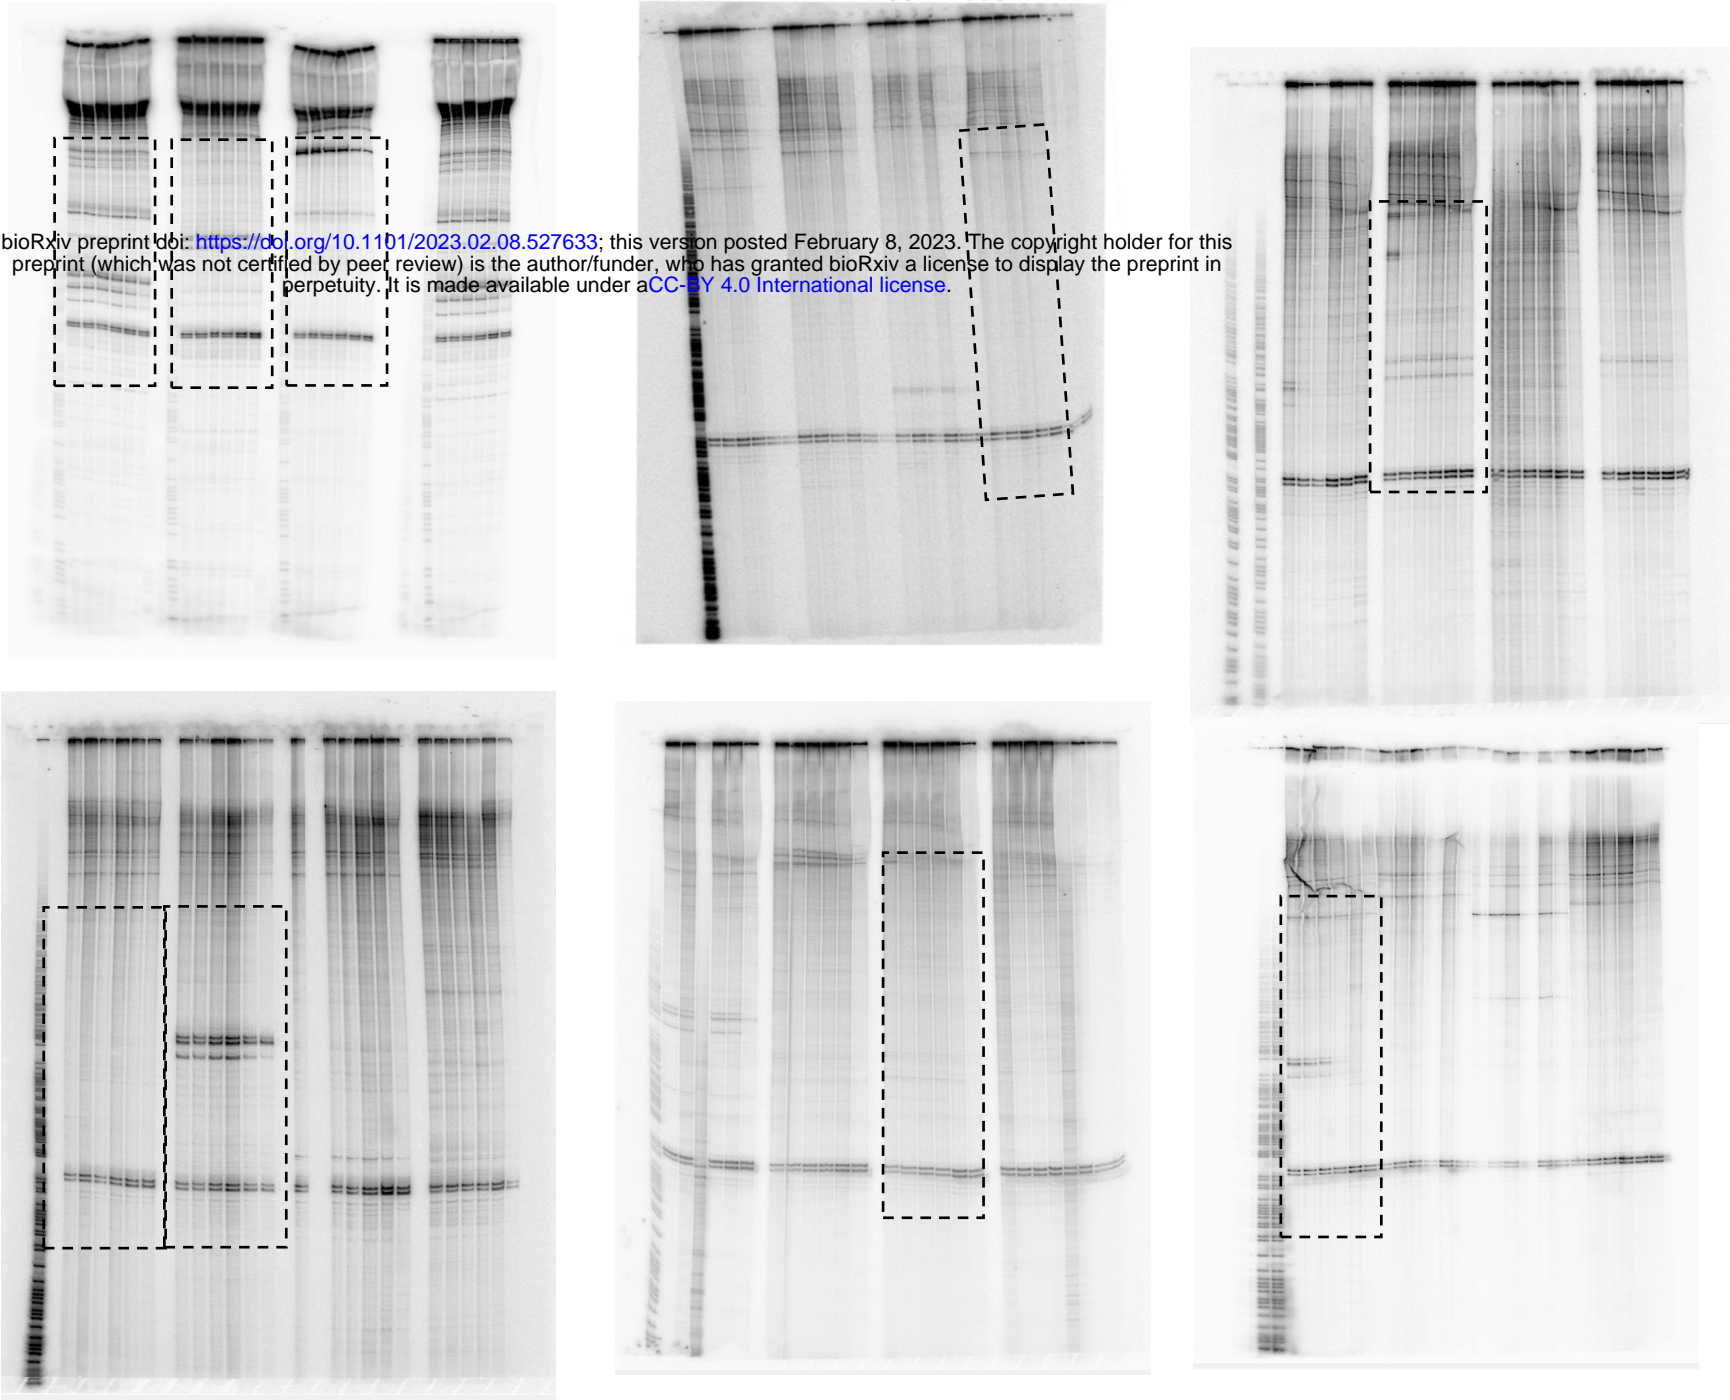 bioRxiv preprint doi: https://doi.org/10.1101/2023.02.08.527633; this version posted February 8, 2023. The copyright holder for this
preprint (which was not certified by peer review) is the author/funder, who has granted bioRxiv a license to display the preprint in
perpetuity. It is made available under aCC-BY 4.0 International license.